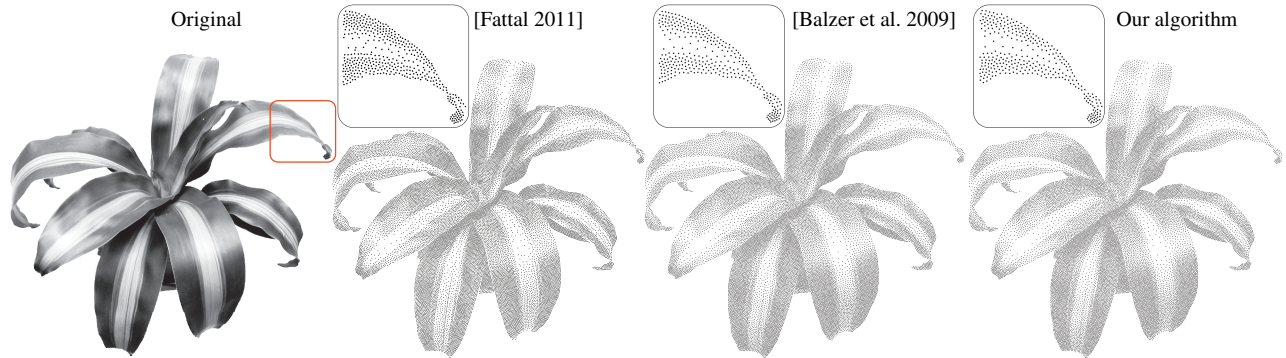 Original
[Fattal 2011]
[Balzer et al. 2009]
Our algorithm